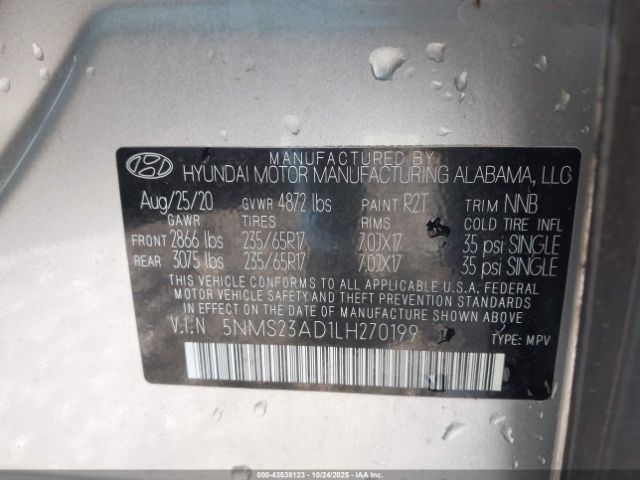 MANUFACTURED BY
HYUNDAI MOTOR MANUFACTURING ALABAMA, LLC
Aug/25/20 GVWR 4872 lbs PAINT R2T TRIM NNB
GAWR TIRES RIMS COLD TIRE INFL
FRONT 2866 lbs 235/65R17 7.0JX17 35 psi SINGLE
REAR 3075 lbs 235/65R17 7.0JX17 35 psi SINGLE
THIS VEHICLE CONFORMS TO ALL APPLICABLE U.S.A. FEDERAL
MOTOR VEHICLE SAFETY, BUMPER, AND THEFT PREVENTION STANDARDS
IN EFFECT ON THE DATE OF MANUFACTURE SHOWN ABOVE.
V.I.N 5NMS23AD1LH270199 TYPE: MPV
000-43538123 - 10/24/2025 - IAAI.COM